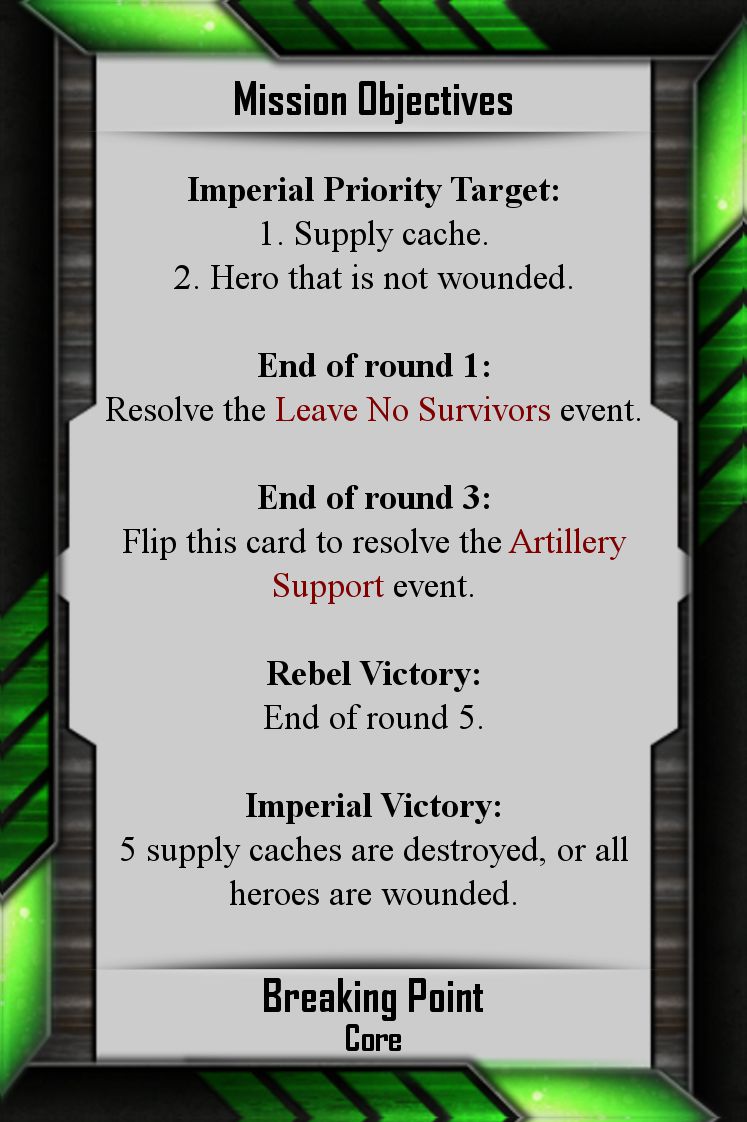 Mission Objectives
Imperial Priority Target:
1. Supply cache.
2. Hero that is not wounded.
End of round 1:
Resolve the Leave No Survivors event.
End of round 3:
Flip this card to resolve the Artillery
Support event.
Rebel Victory:
End of round 5.
Imperial Victory:
5 supply caches are destroyed, or all
heroes are wounded.
Breaking Point
Core